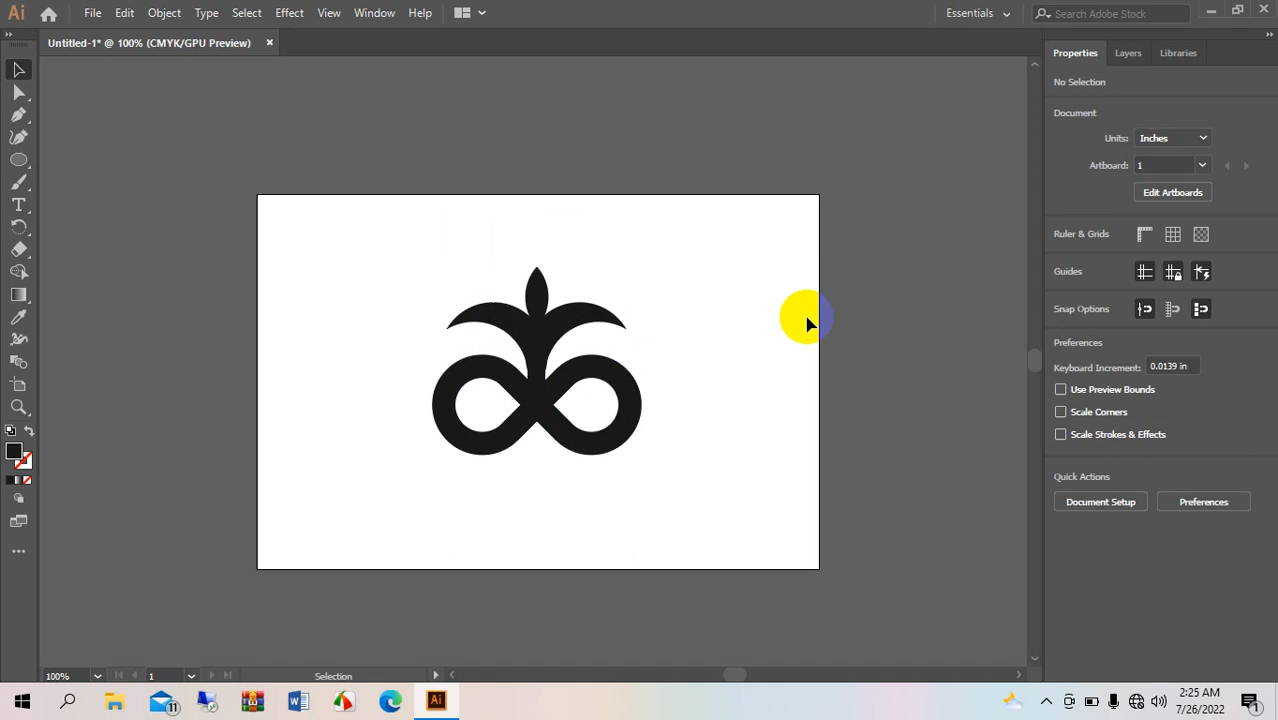 Ai File Edit Object Type Select Effect View Window Help Essentials Search Adobe Stock
Untitled-1* @ 100% (CMYK/GPU Preview)
Properties Layers Libraries
No Selection
Document
Units: Inches
Artboard: 1
Edit Artboards
Ruler & Grids
Guides
Snap Options
Preferences
Keyboard Increment: 0.0139 in
Use Preview Bounds
Scale Corners
Scale Strokes & Effects
Quick Actions
Document Setup Preferences
100% 1 Selection
11 W Ai 2:25 AM
7/26/2022 1